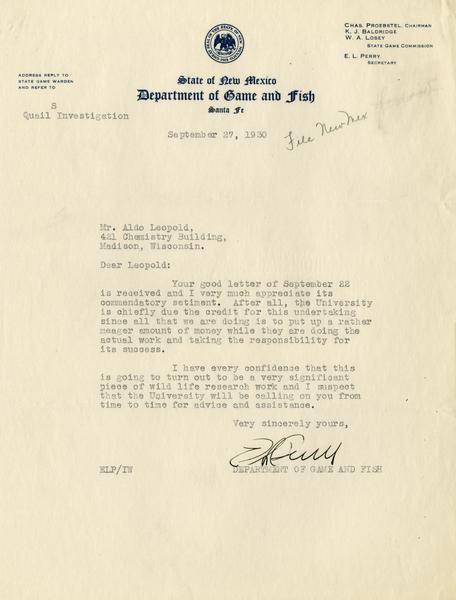 CHAS. PROEBSTEL, CHAIRMAN
K. J. BALDRIDGE
W. A. LOSEY
STATE GAME COMMISSION
E. L. PERRY,
SECRETARY
ADDRESS REPLY TO
STATE GAME WARDEN
AND REFER TO
State of New Mexico
Department of Game and Fish
Santa Fe
S
Quail Investigation
September 27, 1930
File New Mex
Mr. Aldo Leopold,
421 Chemistry Building,
Madison, Wisconsin.
Dear Leopold:
Your good letter of September 22
is received and I very much appreciate its
commendatory setiment. After all, the University
is chiefly due the credit for this undertaking
since all that we are doing is to put up a rather
meager amount of money while they are doing the
actual work and taking the responsibility for
its success.
I have every confidence that this
is going to turn out to be a very significant
piece of wild life research work and I suspect
that the University will be calling on you from
time to time for advice and assistance.
Very sincerely yours,
ELPerry
ELP/IW
DEPARTMENT OF GAME AND FISH